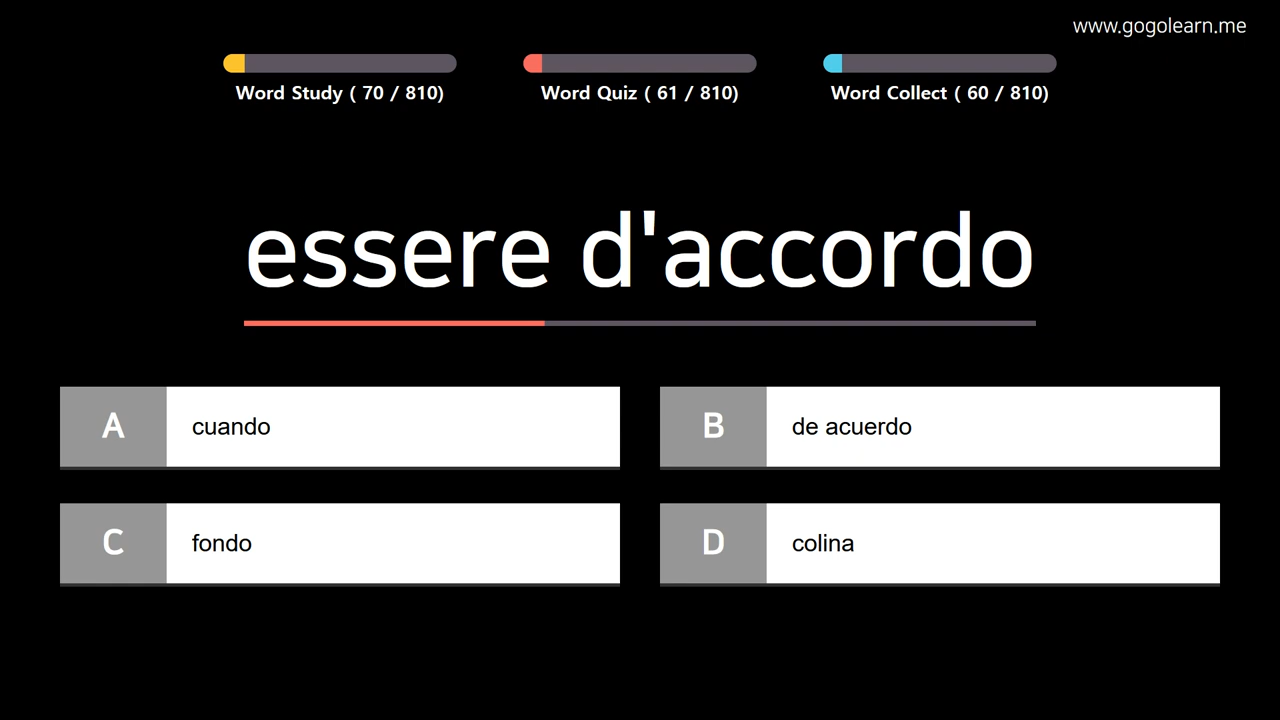 www.gogolearn.me
Word Study ( 70 / 810)
Word Quiz ( 61 / 810)
Word Collect ( 60 / 810)
essere d'accordo
A cuando
B de acuerdo
C fondo
D colina